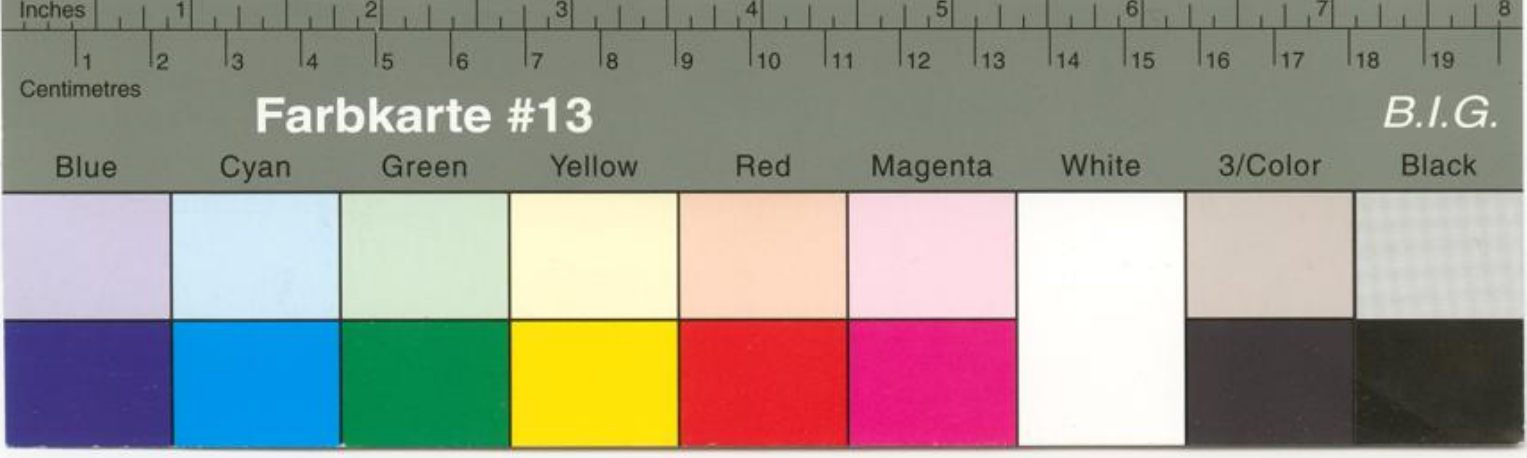 Inches 1 2 3 4 5 6 7 8
1 2 3 4 5 6 7 8 9 10 11 12 13 14 15 16 17 18 19
Centimetres
Farbkarte #13 B.I.G.
Blue Cyan Green Yellow Red Magenta White 3/Color Black